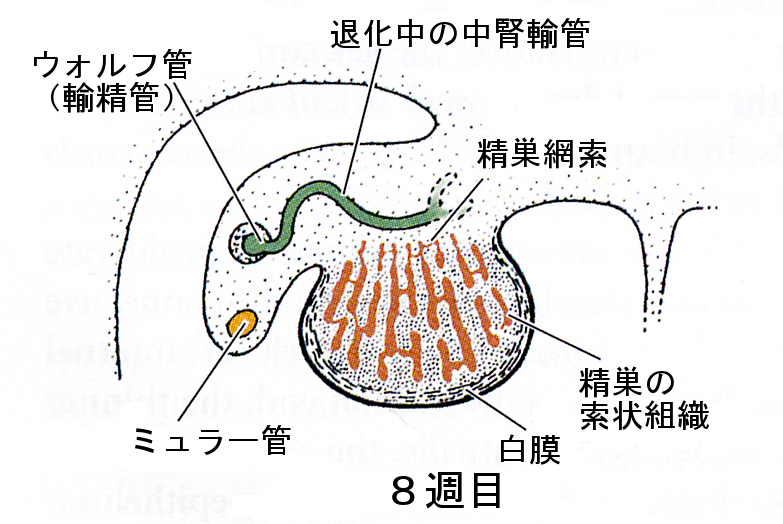 退化中の中腎輸管
ウォルフ管
（輸精管）
精巣網索
精巣の
索状組織
ミュラー管
白膜
８週目